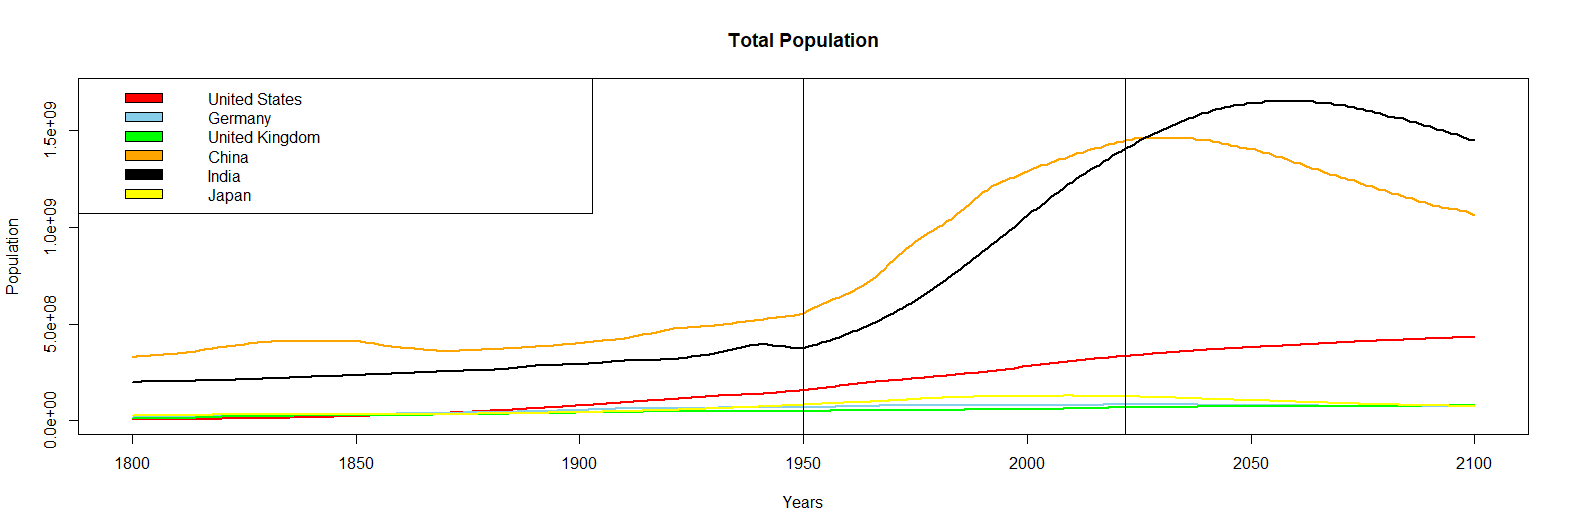 Total Population
United States
Germany
United Kingdom
China
India
Japan
Population
0.0e+00
5.0e+08
1.0e+09
1.5e+09
1800 1850 1900 1950 2000 2050 2100
Years